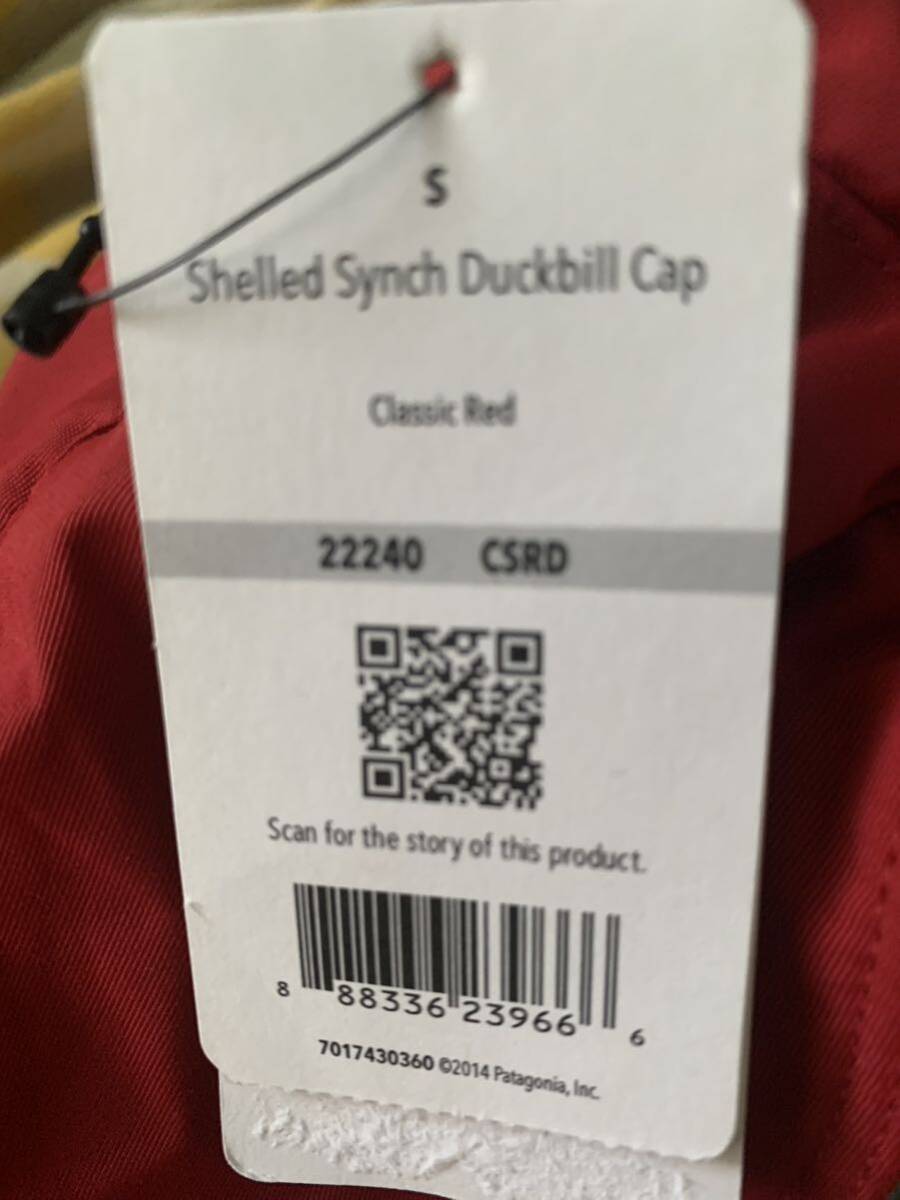 S
Shelled Synch Duckbill Cap
Classic Red
22240 CSRD
Scan for the story of this product.
8 88336 23966 6
7017430360 ©2014 Patagonia, Inc.